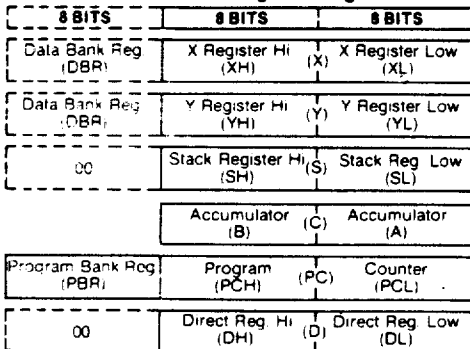 8 BITS 8 BITS 8 BITS
Data Bank Reg. X Register Hi (X) X Register Low
(DBR) (XH) (XL)
Data Bank Reg. Y Register Hi (Y) Y Register Low
(DBR) (YH) (YL)
00 Stack Register Hi (S) Stack Reg. Low
(SH) (SL)
Accumulator (C) Accumulator
(B) (A)
Program Bank Reg. Program (PC) Counter
(PBR) (PCH) (PCL)
00 Direct Reg. Hi (D) Direct Reg. Low
(DH) (DL)